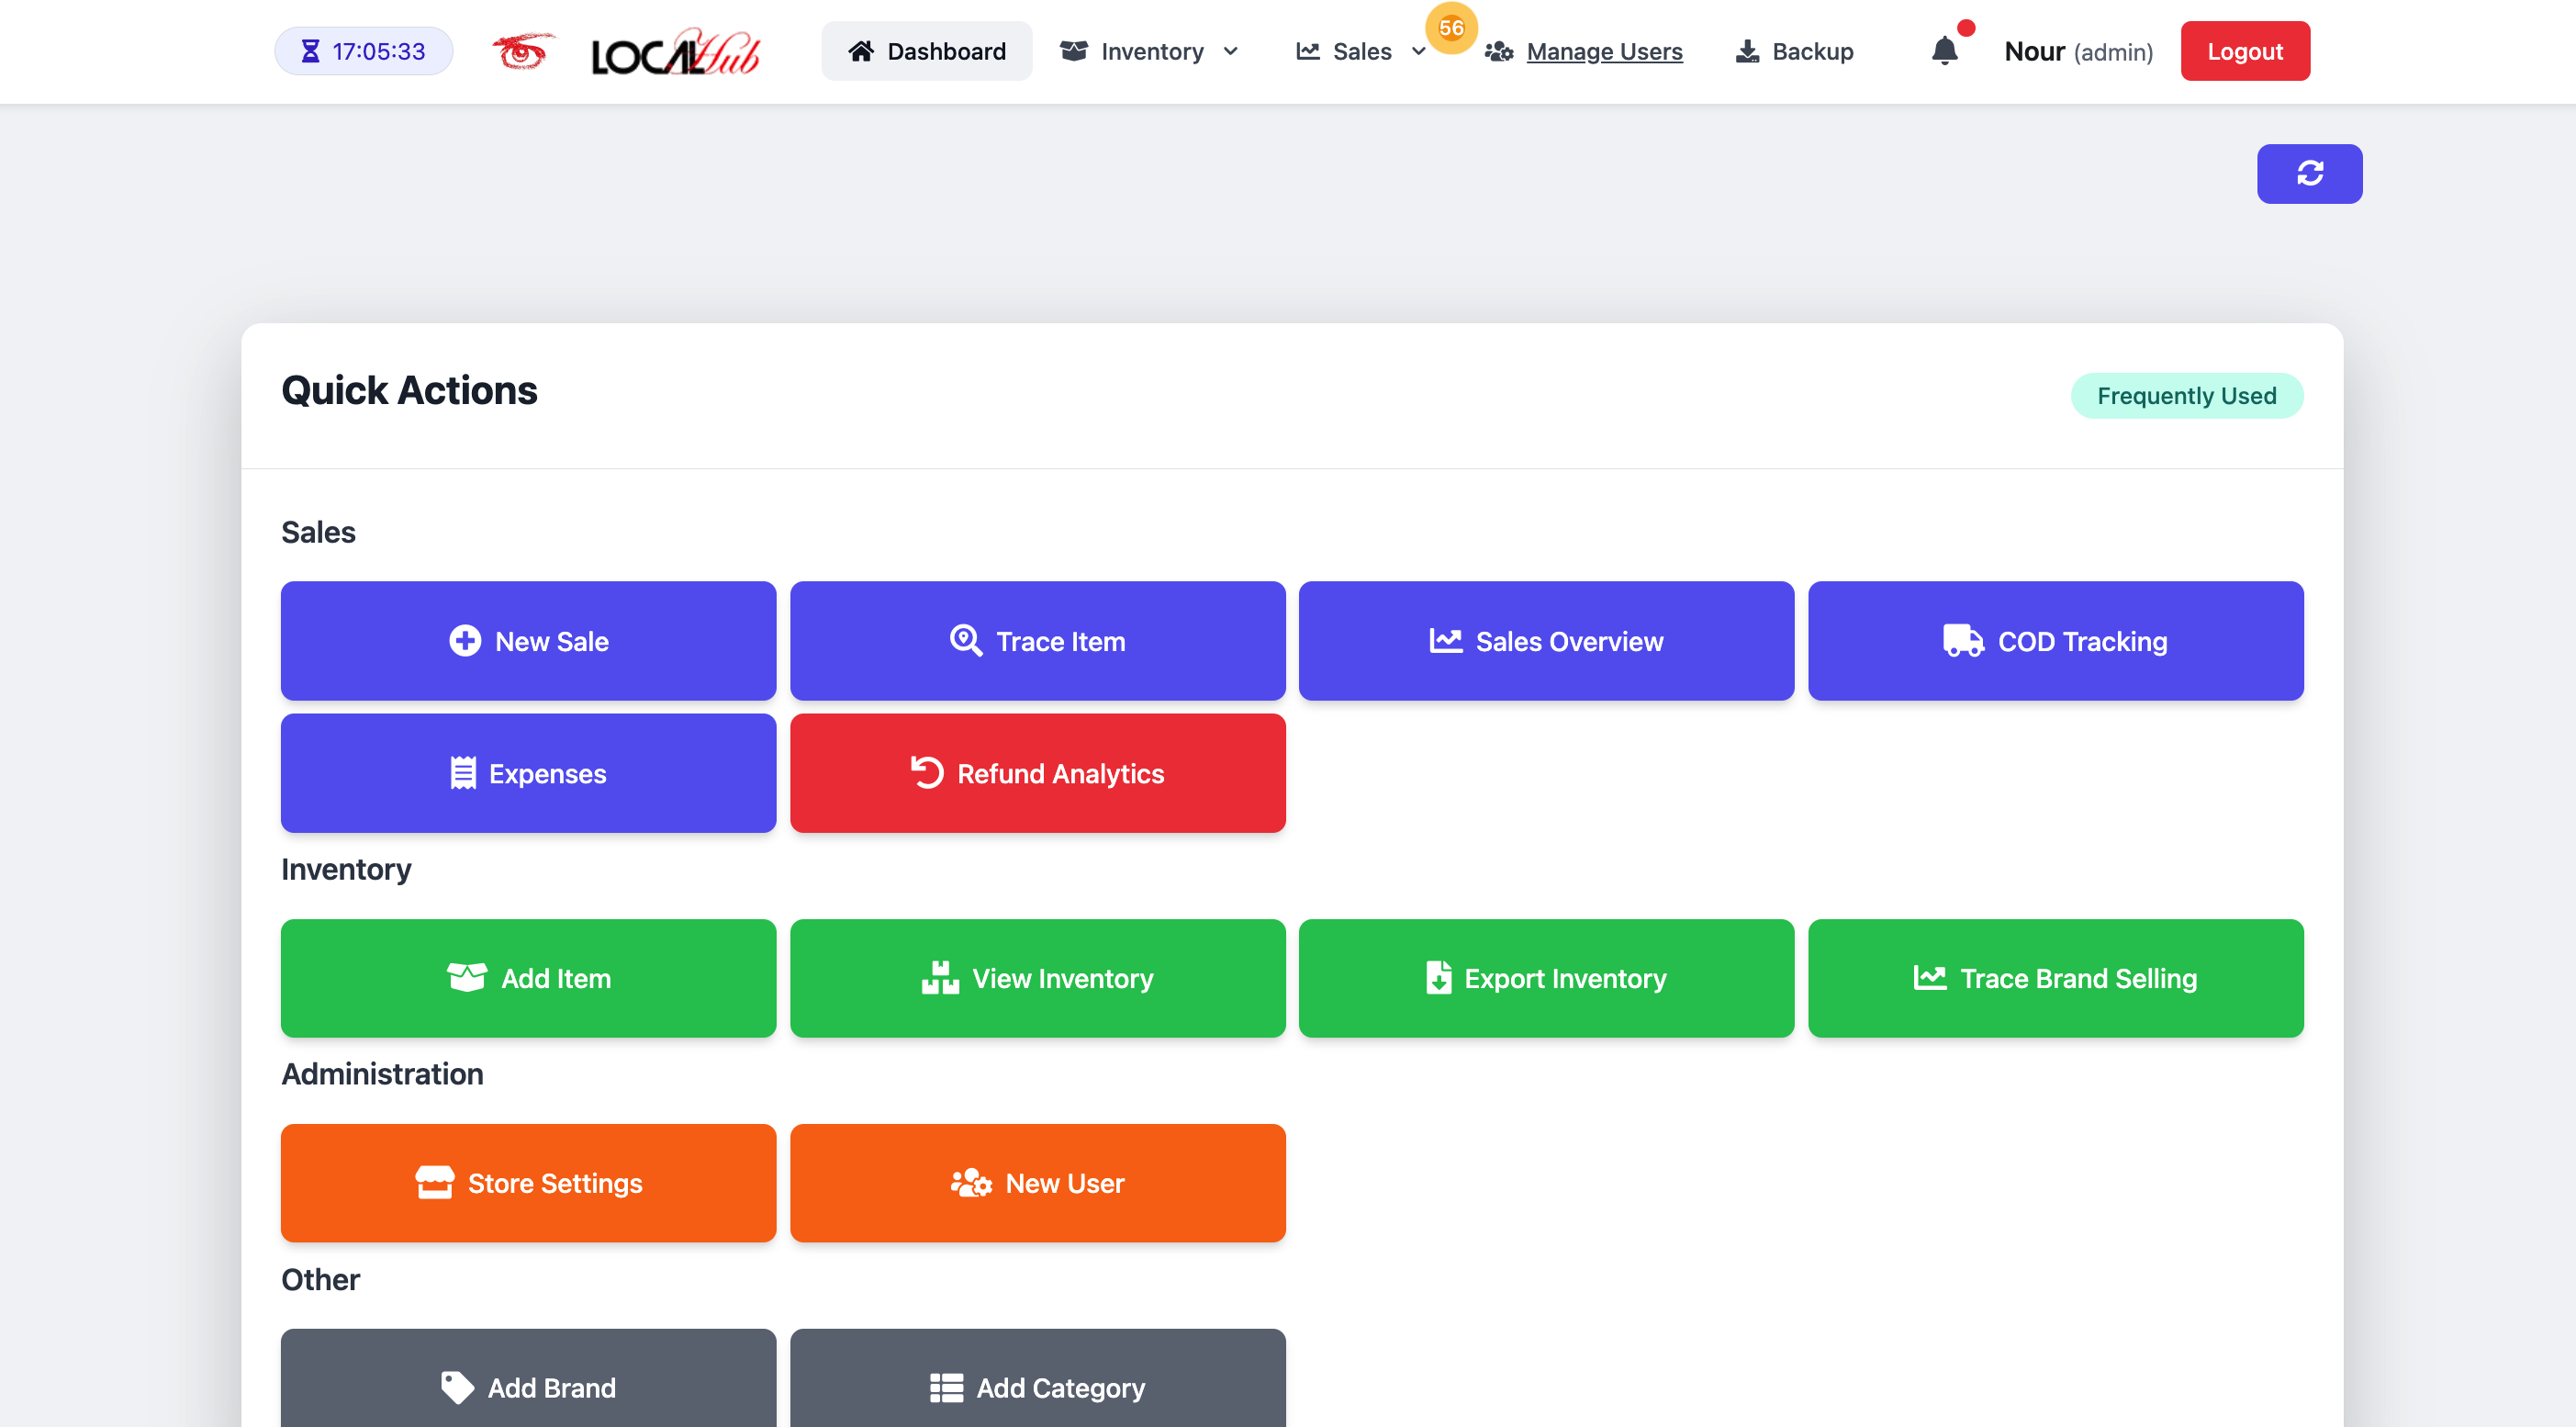 17:05:33
LOCALHub
Dashboard
Inventory
Sales
56
Manage Users
Backup
Nour (admin)
Logout
Quick Actions
Frequently Used
Sales
New Sale
Trace Item
Sales Overview
COD Tracking
Expenses
Refund Analytics
Inventory
Add Item
View Inventory
Export Inventory
Trace Brand Selling
Administration
Store Settings
New User
Other
Add Brand
Add Category